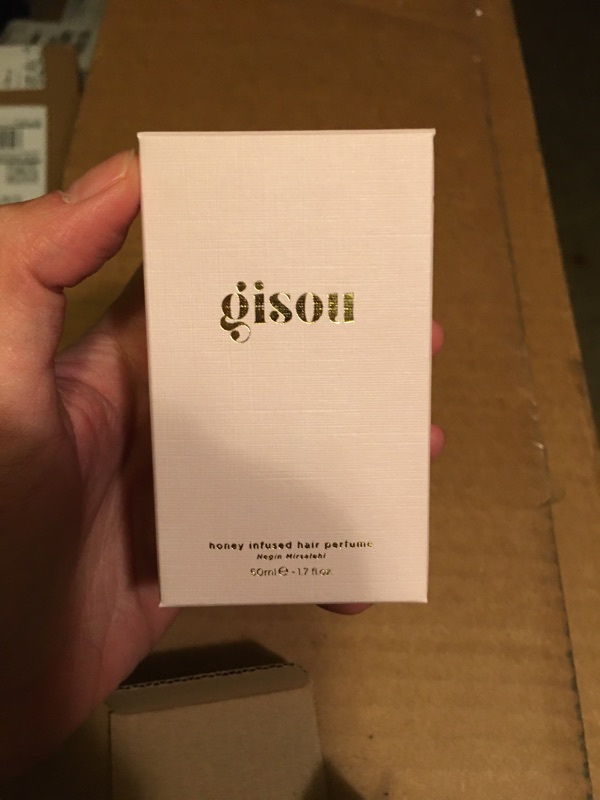 gisou
honey infused hair perfume
Negin Mirsalehi
50ml ℮ - 1.7 fl.oz.